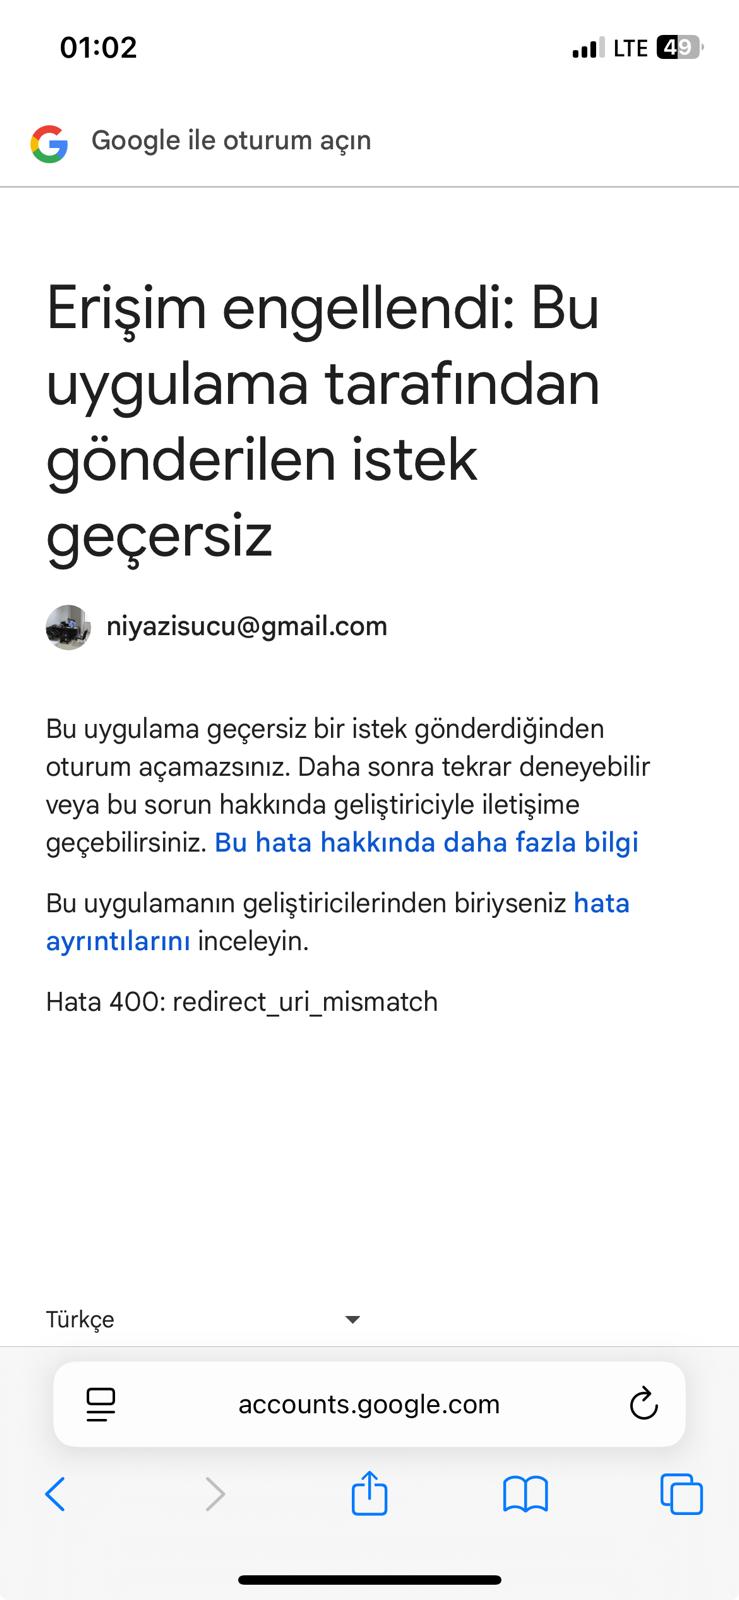 01:02
LTE 49
Google ile oturum açın
Erişim engellendi: Bu
uygulama tarafından
gönderilen istek
geçersiz
niyazisucu@gmail.com
Bu uygulama geçersiz bir istek gönderdiğinden
oturum açamazsınız. Daha sonra tekrar deneyebilir
veya bu sorun hakkında geliştiriciyle iletişime
geçebilirsiniz. Bu hata hakkında daha fazla bilgi
Bu uygulamanın geliştiricilerinden biriyseniz hata
ayrıntılarını inceleyin.
Hata 400: redirect_uri_mismatch
Türkçe
accounts.google.com